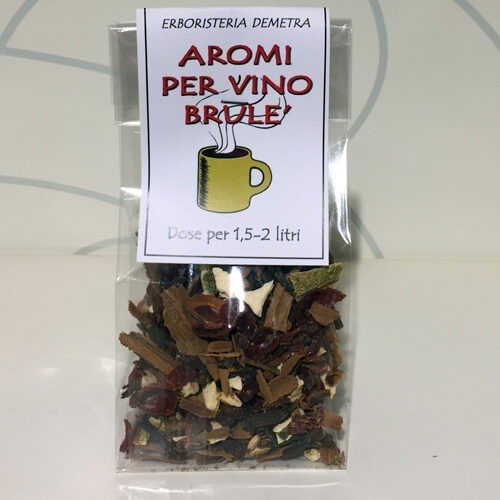 ERBORISTERIA DEMETRA
AROMI
PER VINO
BRULE'
Dose per 1,5-2 litri